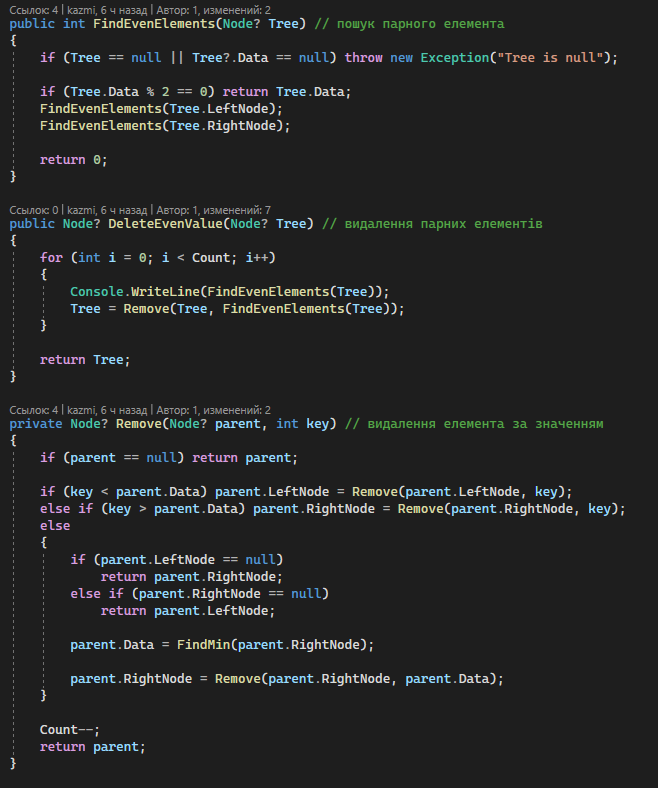 Ссылок: 4 | kazmi, 6 ч назад | Автор: 1, изменений: 2
public int FindEvenElements(Node? Tree) // пошук парного елемента
{
if (Tree == null || Tree?.Data == null) throw new Exception("Tree is null");
if (Tree.Data % 2 == 0) return Tree.Data;
FindEvenElements(Tree.LeftNode);
FindEvenElements(Tree.RightNode);
return 0;
}
Ссылок: 0 | kazmi, 6 ч назад | Автор: 1, изменений: 7
public Node? DeleteEvenValue(Node? Tree) // видалення парних елементів
{
for (int i = 0; i < Count; i++)
{
Console.WriteLine(FindEvenElements(Tree));
Tree = Remove(Tree, FindEvenElements(Tree));
}
return Tree;
}
Ссылок: 4 | kazmi, 6 ч назад | Автор: 1, изменений: 2
private Node? Remove(Node? parent, int key) // видалення елемента за значенням
{
if (parent == null) return parent;
if (key < parent.Data) parent.LeftNode = Remove(parent.LeftNode, key);
else if (key > parent.Data) parent.RightNode = Remove(parent.RightNode, key);
else
{
if (parent.LeftNode == null)
return parent.RightNode;
else if (parent.RightNode == null)
return parent.LeftNode;
parent.Data = FindMin(parent.RightNode);
parent.RightNode = Remove(parent.RightNode, parent.Data);
}
Count--;
return parent;
}